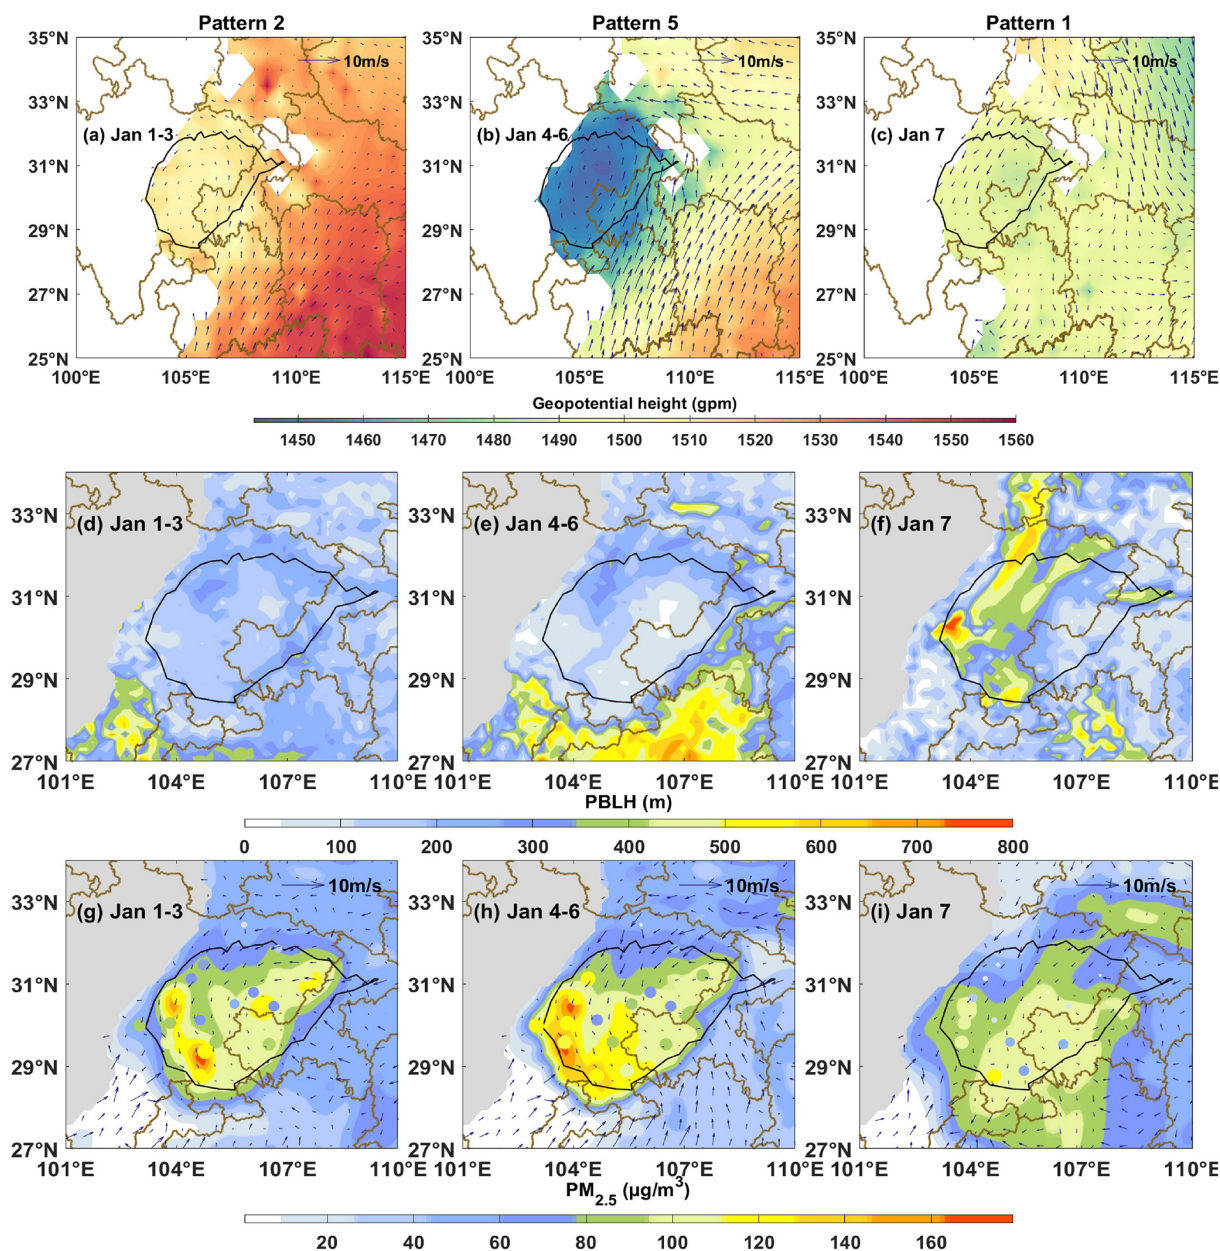 Pattern 2 Pattern 5 Pattern 1
35°N 35°N 35°N
10m/s 10m/s 10m/s
33°N 33°N 33°N
(a) Jan 1-3 (b) Jan 4-6 (c) Jan 7
31°N 31°N 31°N
29°N 29°N 29°N
27°N 27°N 27°N
25°N 25°N 25°N
100°E 105°E 110°E 115°E 100°E 105°E 110°E 115°E 100°E 105°E 110°E 115°E
Geopotential height (gpm)
1450 1460 1470 1480 1490 1500 1510 1520 1530 1540 1550 1560
33°N 33°N 33°N
(d) Jan 1-3 (e) Jan 4-6 (f) Jan 7
31°N 31°N 31°N
29°N 29°N 29°N
27°N 27°N 27°N
101°E 104°E 107°E 110°E 101°E 104°E 107°E 110°E 101°E 104°E 107°E 110°E
PBLH (m)
0 100 200 300 400 500 600 700 800
10m/s 10m/s 10m/s
33°N 33°N 33°N
(g) Jan 1-3 (h) Jan 4-6 (i) Jan 7
31°N 31°N 31°N
29°N 29°N 29°N
27°N 27°N 27°N
101°E 104°E 107°E 110°E 101°E 104°E 107°E 110°E 101°E 104°E 107°E 110°E
PM2.5 (µg/m³)
20 40 60 80 100 120 140 160